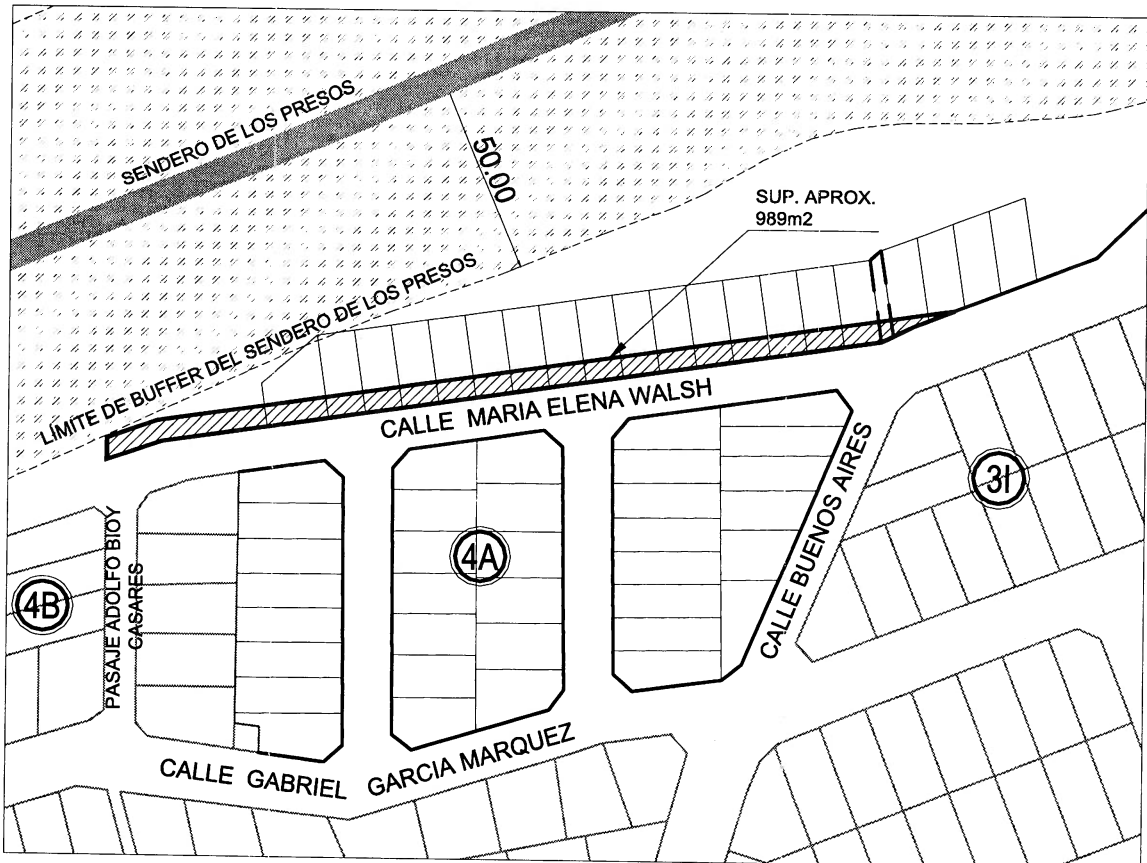 SENDERO DE LOS PRESOS
50.00
SUP. APROX.
989m2
LÍMITE DE BUFFER DEL SENDERO DE LOS PRESOS
CALLE MARIA ELENA WALSH
CALLE BUENOS AIRES
3I
4A
4B
PASAJE ADOLFO BIOY
CASARES
CALLE GABRIEL GARCIA MARQUEZ